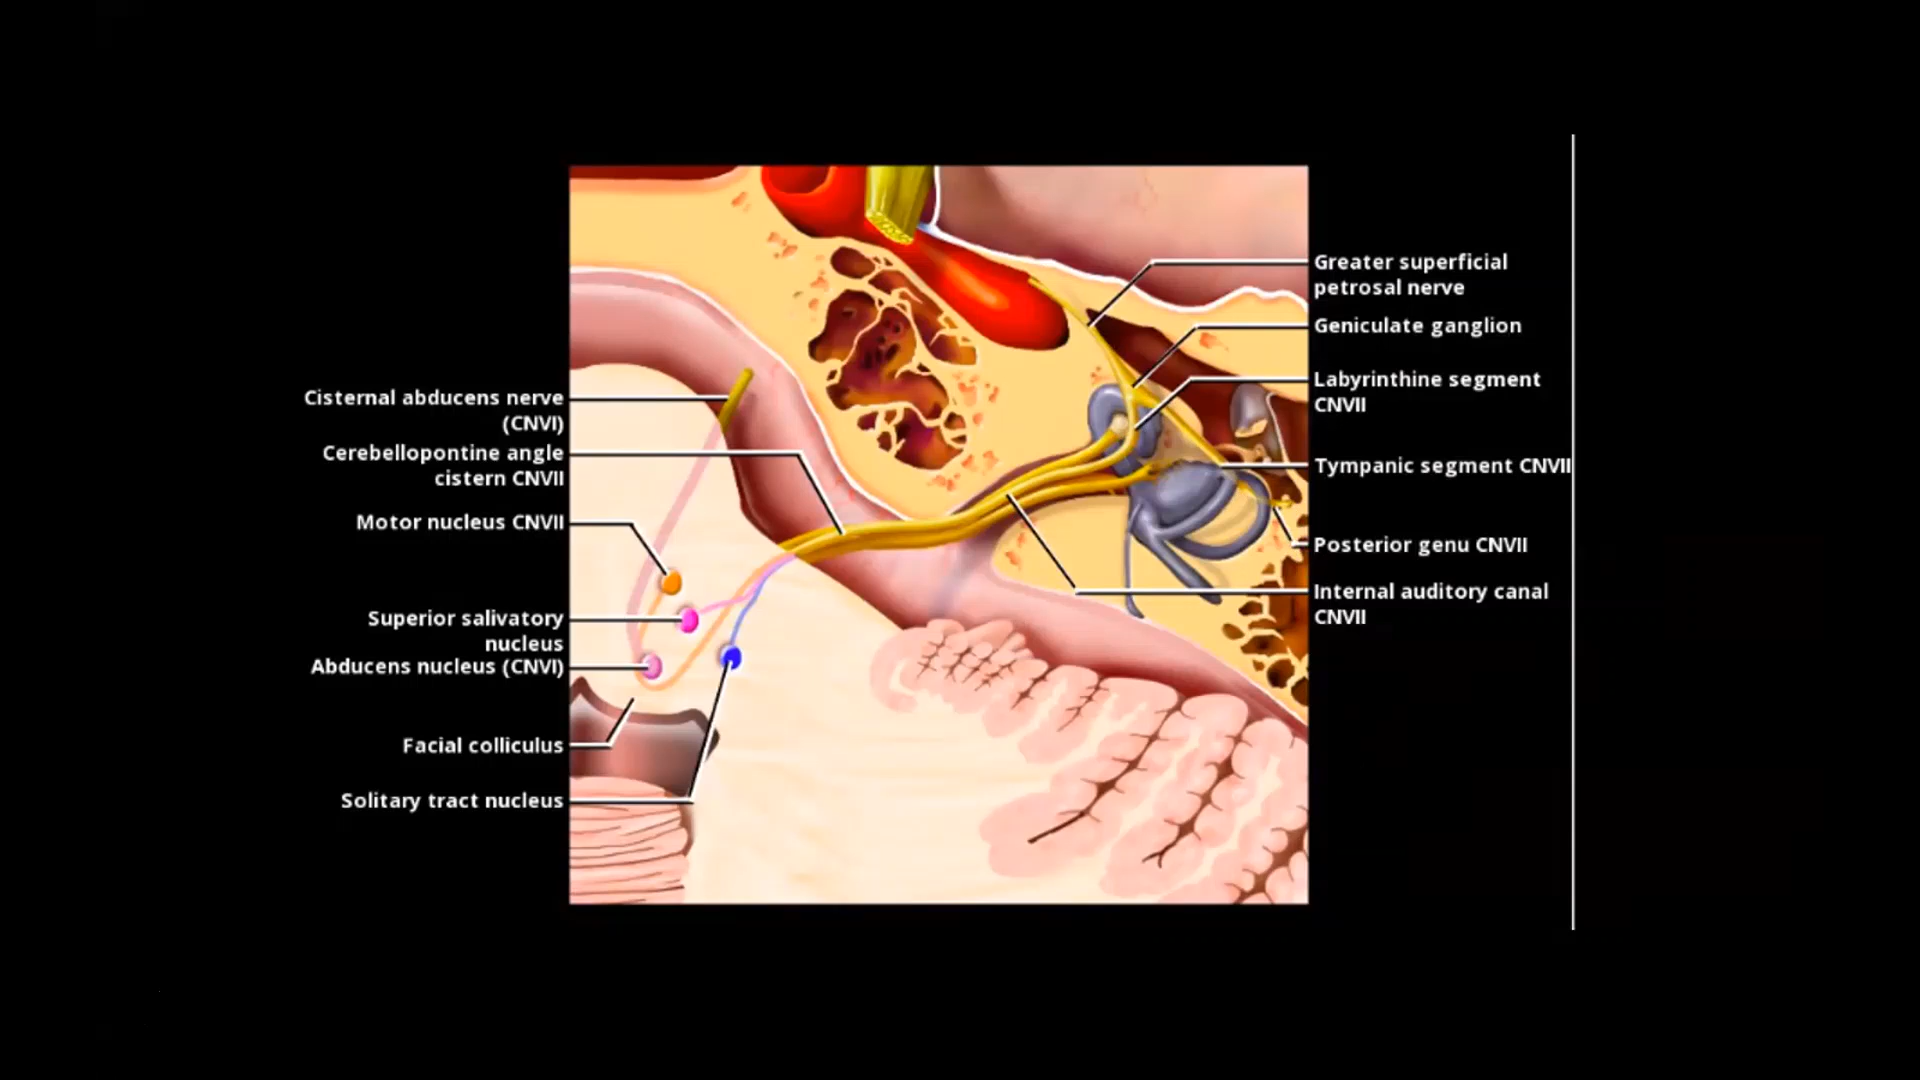 Cisternal abducens nerve
(CNVI)
Cerebellopontine angle
cistern CNVII
Motor nucleus CNVII
Superior salivatory
nucleus
Abducens nucleus (CNVI)
Facial colliculus
Solitary tract nucleus
Greater superficial
petrosal nerve
Geniculate ganglion
Labyrinthine segment
CNVII
Tympanic segment CNVII
Posterior genu CNVII
Internal auditory canal
CNVII